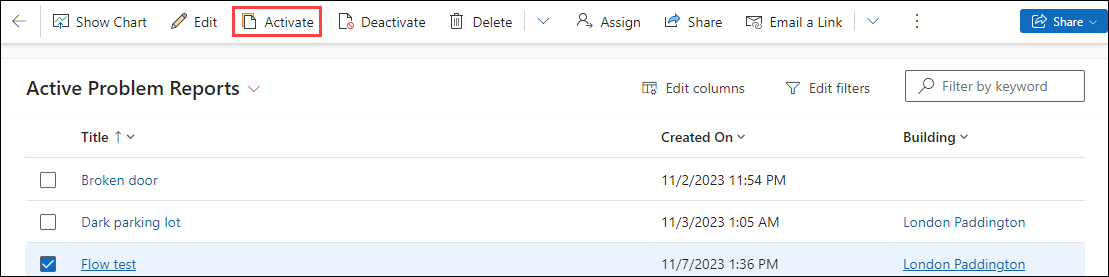 Show Chart Edit Activate Deactivate Delete Assign Share Email a Link Share
Active Problem Reports Edit columns Edit filters Filter by keyword
Title Created On Building
Broken door 11/2/2023 11:54 PM
Dark parking lot 11/3/2023 1:05 AM London Paddington
Flow test 11/7/2023 1:36 PM London Paddington